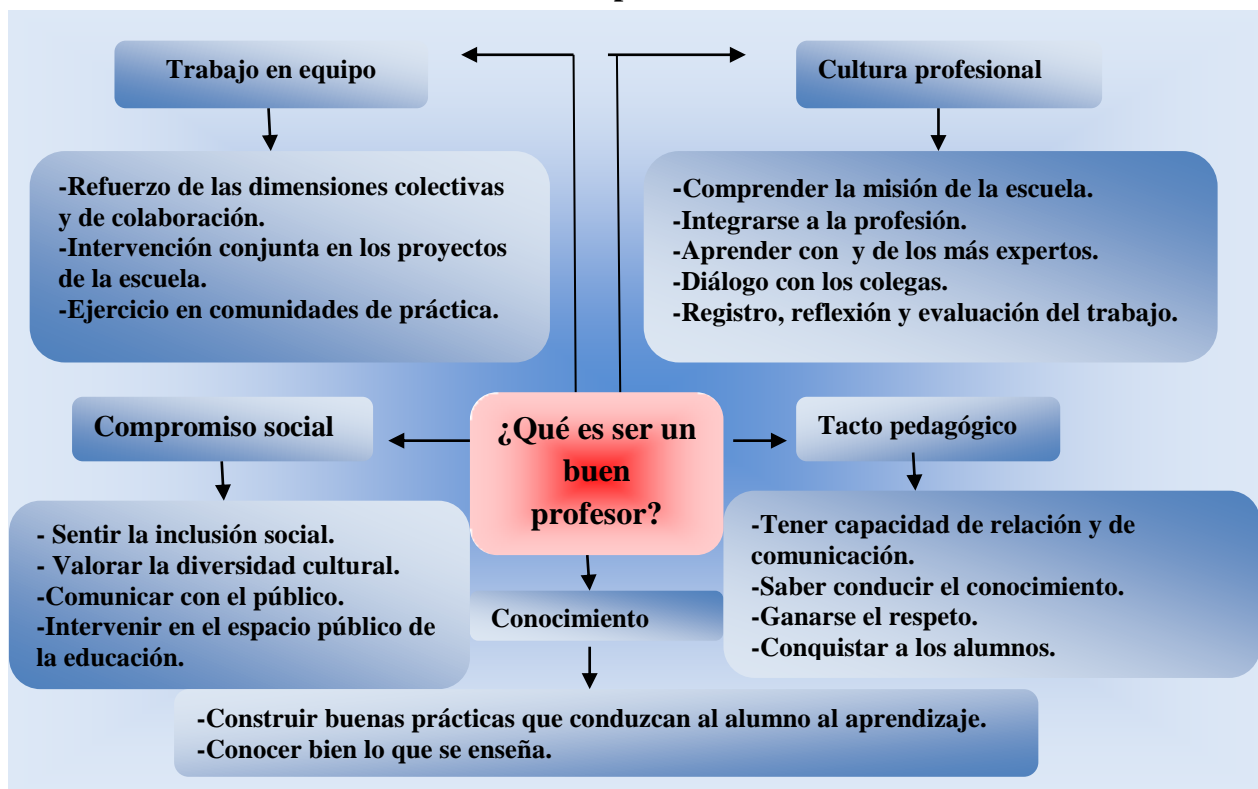 Trabajo en equipo
-Refuerzo de las dimensiones colectivas
y de colaboración.
-Intervención conjunta en los proyectos
de la escuela.
-Ejercicio en comunidades de práctica.
Cultura profesional
-Comprender la misión de la escuela.
-Integrarse a la profesión.
-Aprender con y de los más expertos.
-Diálogo con los colegas.
-Registro, reflexión y evaluación del trabajo.
¿Qué es ser un
buen
profesor?
Compromiso social
- Sentir la inclusión social.
- Valorar la diversidad cultural.
-Comunicar con el público.
-Intervenir en el espacio público de
la educación.
Tacto pedagógico
-Tener capacidad de relación y de
comunicación.
-Saber conducir el conocimiento.
-Ganarse el respeto.
-Conquistar a los alumnos.
Conocimiento
-Construir buenas prácticas que conduzcan al alumno al aprendizaje.
-Conocer bien lo que se enseña.